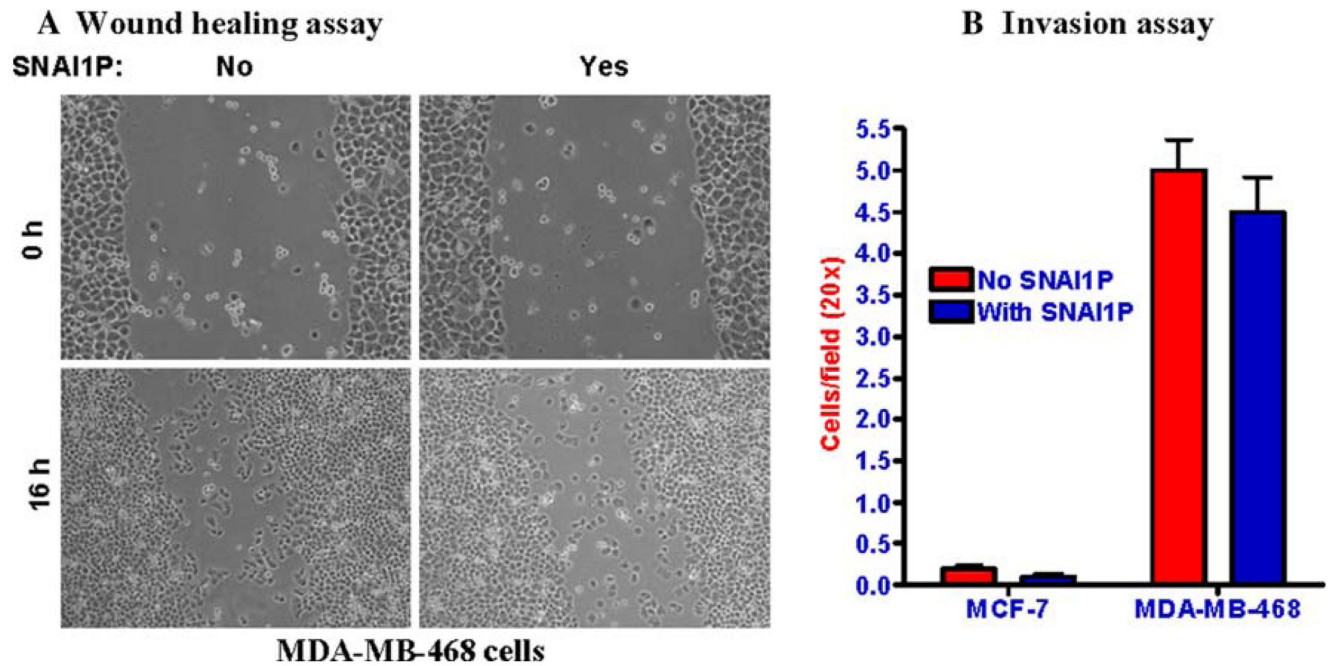 A Wound healing assay
SNAI1P: No Yes
0 h
16 h
MDA-MB-468 cells
B Invasion assay
Cells/field (20x)
5.5
5.0
4.5
4.0
3.5
3.0
2.5
2.0
1.5
1.0
0.5
0.0
No SNAI1P
With SNAI1P
MCF-7 MDA-MB-468